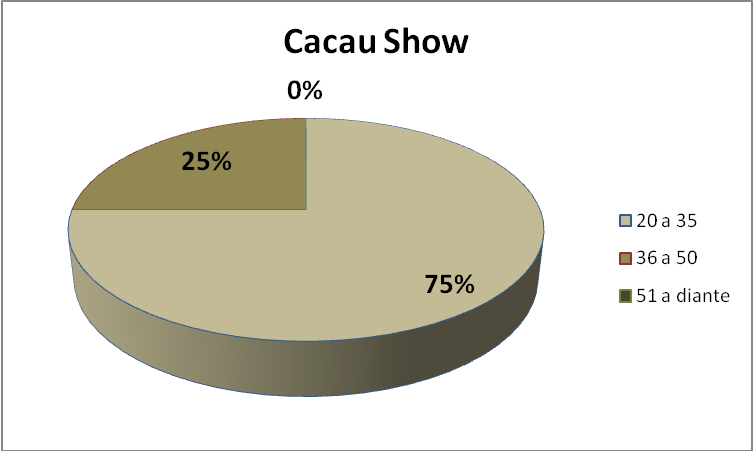 Cacau Show
0%
25%
75%
20 a 35
36 a 50
51 a diante